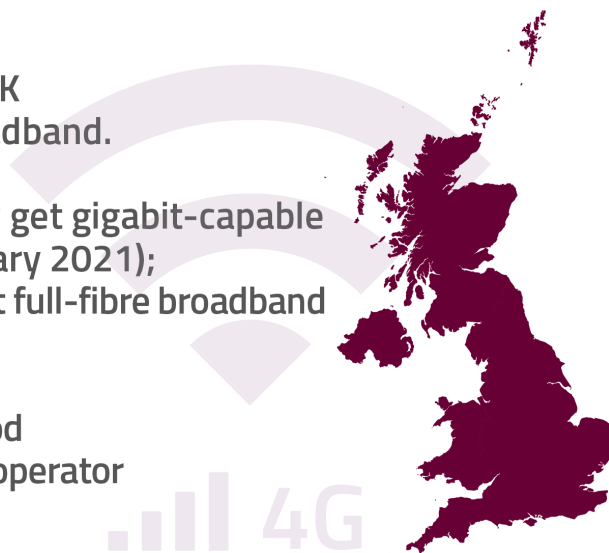 K
dband.
get gigabit-capable
ary 2021);
t full-fibre broadband
od
operator
4G